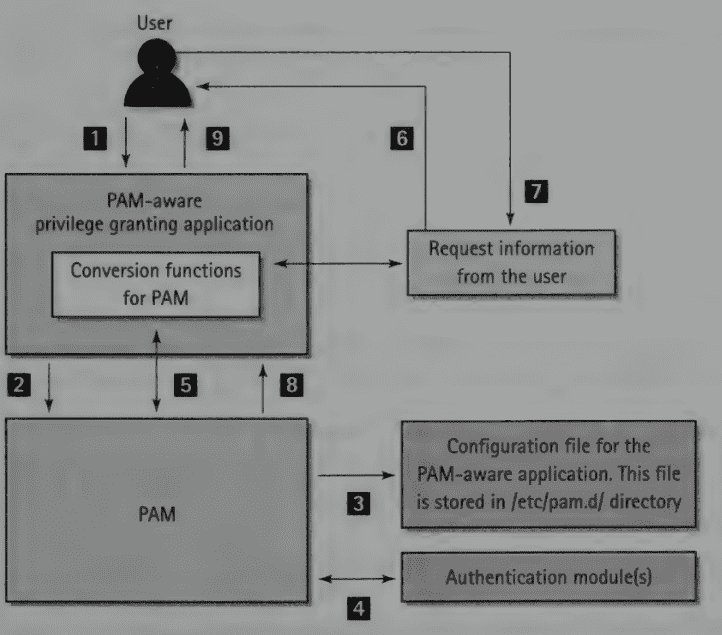 User
1
9
6
7
PAM-aware
privilege granting application
Conversion functions
for PAM
Request information
from the user
2
5
8
PAM
3
Configuration file for the
PAM-aware application. This file
is stored in /etc/pam.d/ directory
4
Authentication module(s)